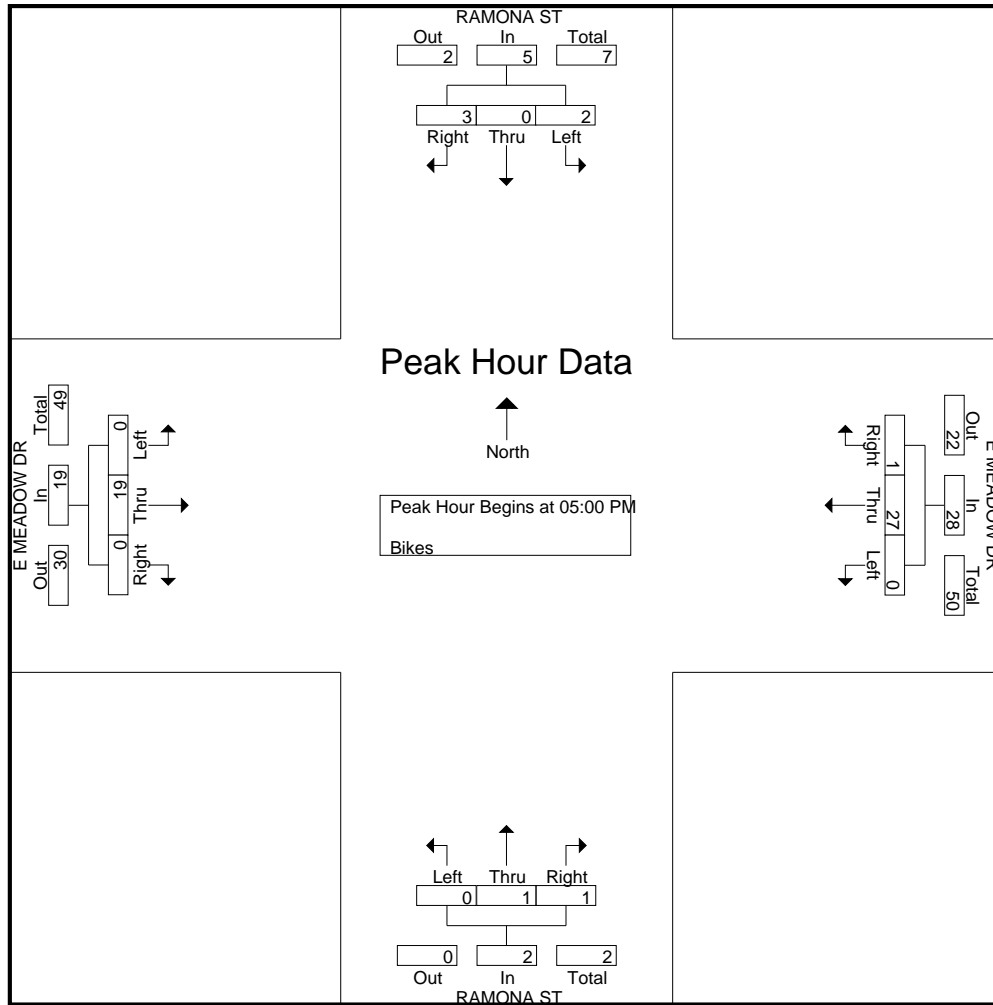 RAMONA ST
Out In Total
2 5 7
3 0 2
Right Thru Left
Peak Hour Data
North
Peak Hour Begins at 05:00 PM
Bikes
E MEADOW DR
Total In Out
49 19 30
0 19 0
Left Thru Right
E MEADOW DR
Out In Total
22 28 50
1 27 0
Right Thru Left
Left Thru Right
0 1 1
0 2 2
Out In Total
RAMONA ST